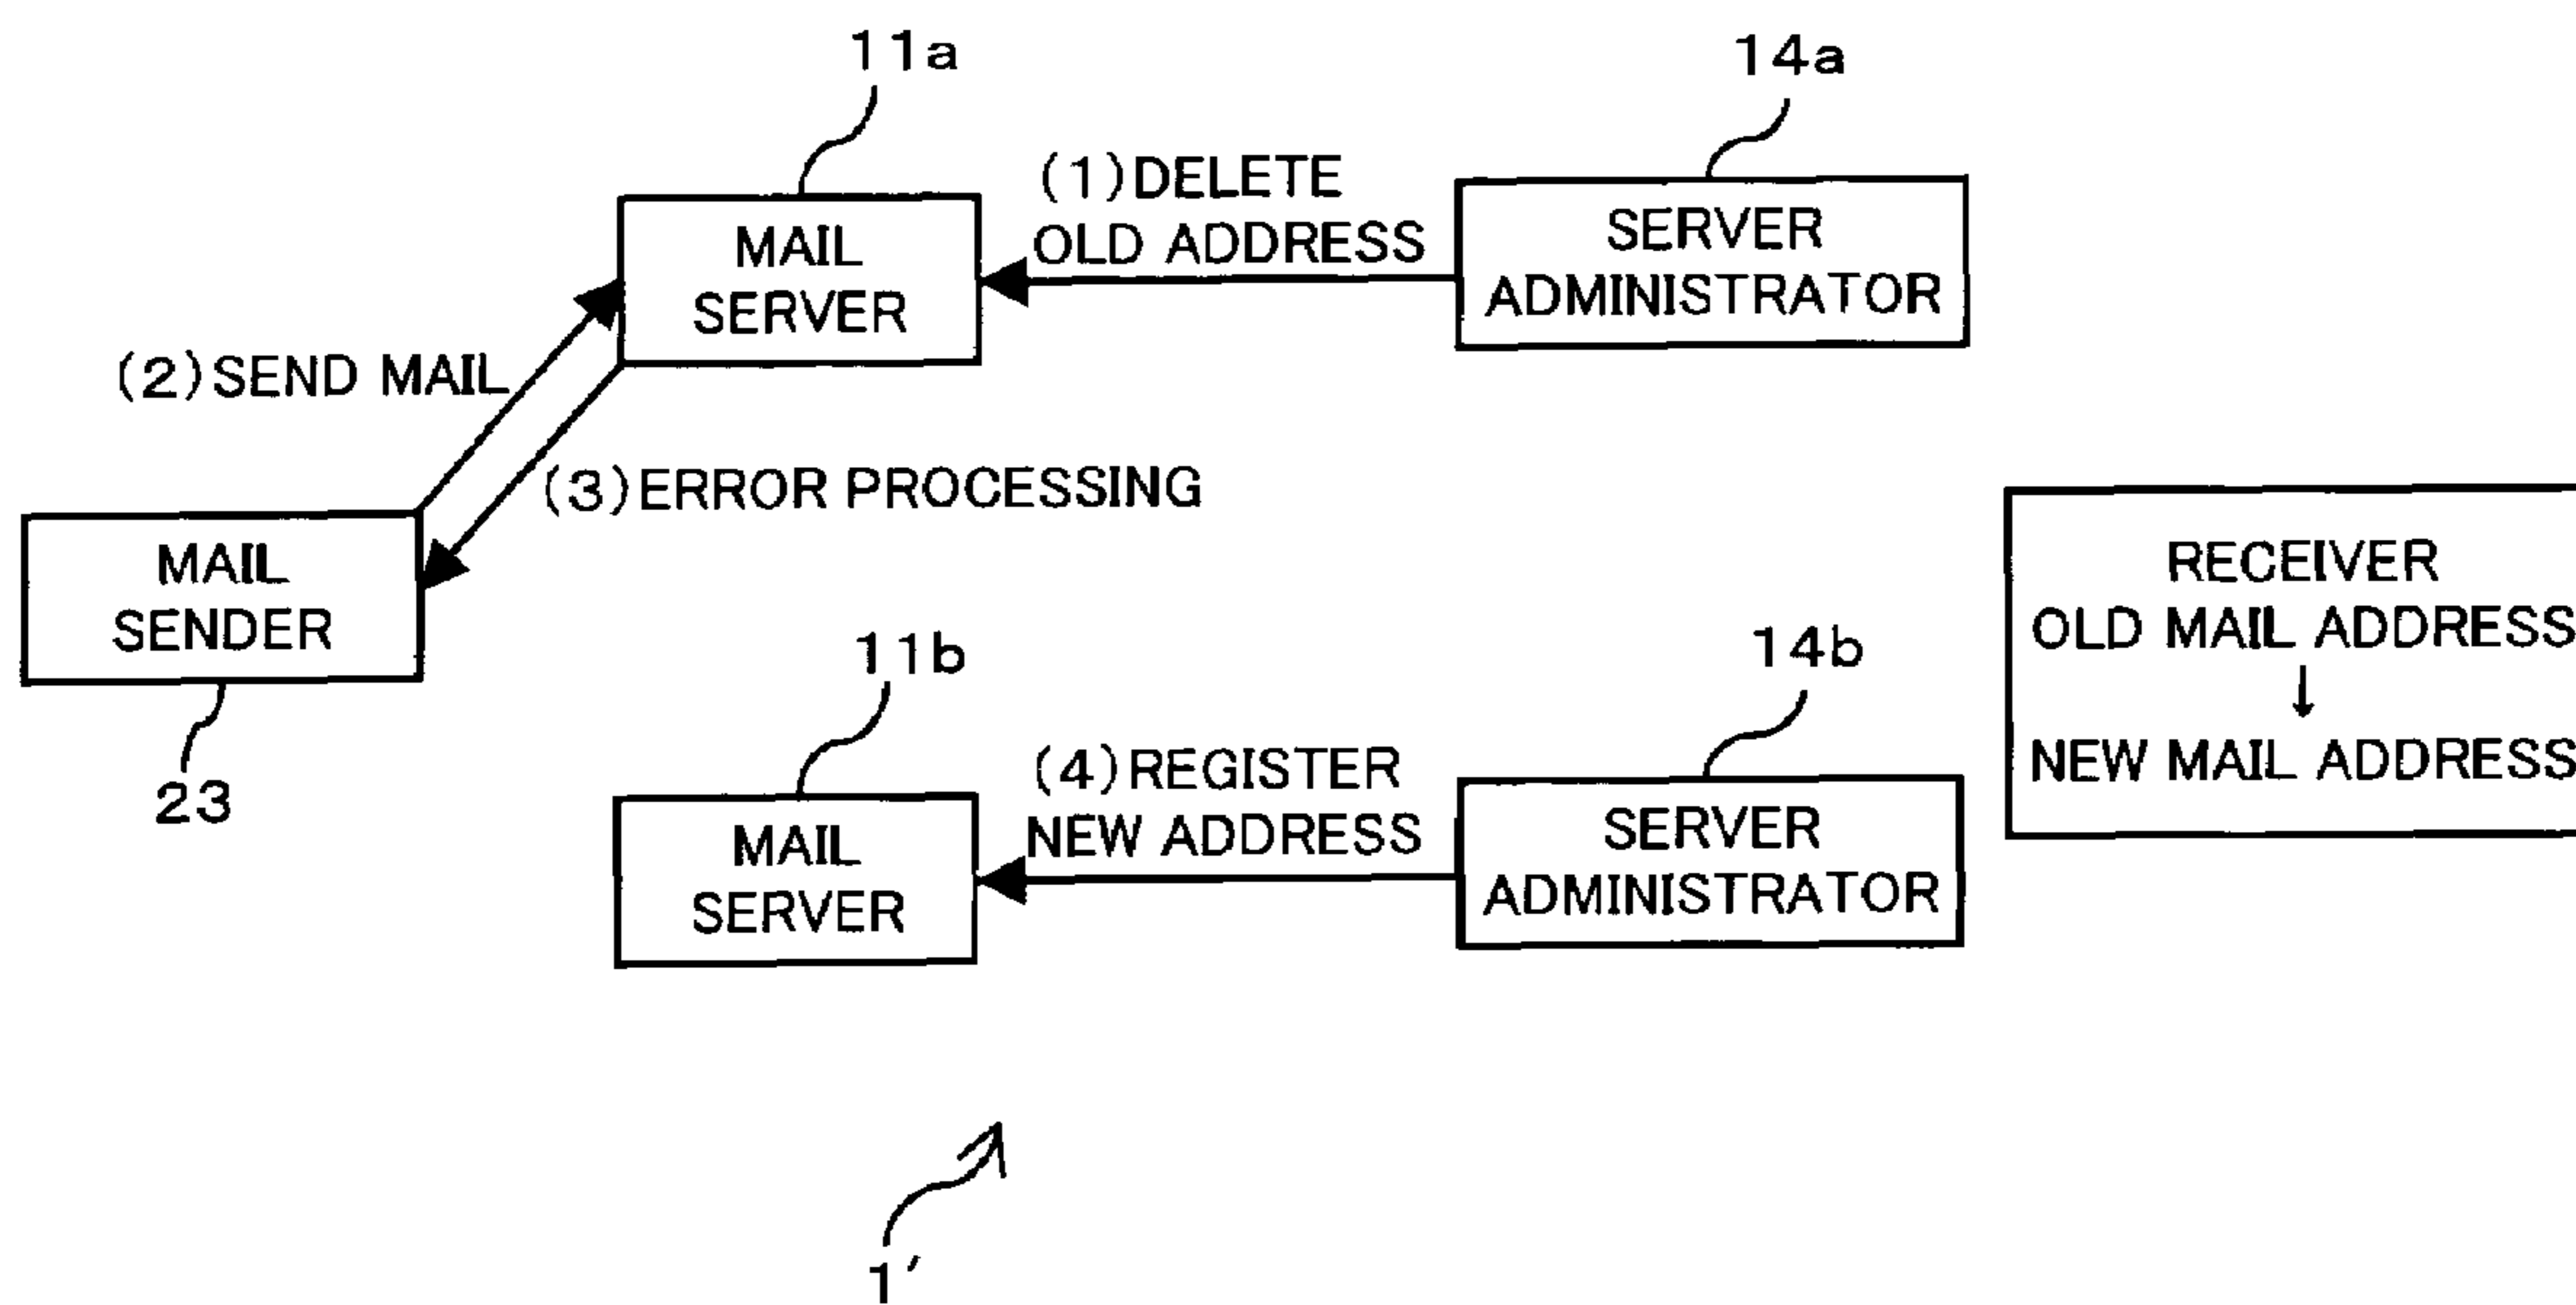 11a
14a
(1)DELETE
OLD ADDRESS
MAIL
SERVER
SERVER
ADMINISTRATOR
(2)SEND MAIL
(3)ERROR PROCESSING
MAIL
SENDER
23
RECEIVER
OLD MAIL ADDRESS
↓
NEW MAIL ADDRESS
11b
14b
(4)REGISTER
NEW ADDRESS
MAIL
SERVER
SERVER
ADMINISTRATOR
1′